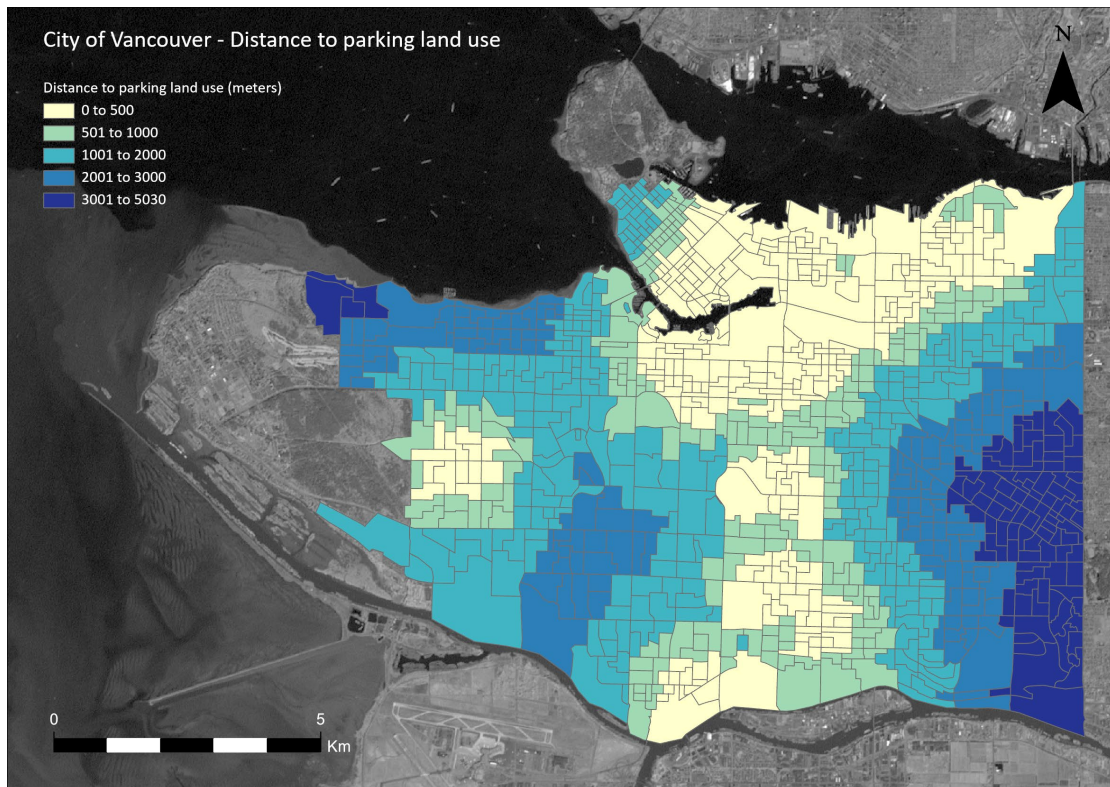 City of Vancouver - Distance to parking land use
N
Distance to parking land use (meters)
0 to 500
501 to 1000
1001 to 2000
2001 to 3000
3001 to 5030
0 5
Km